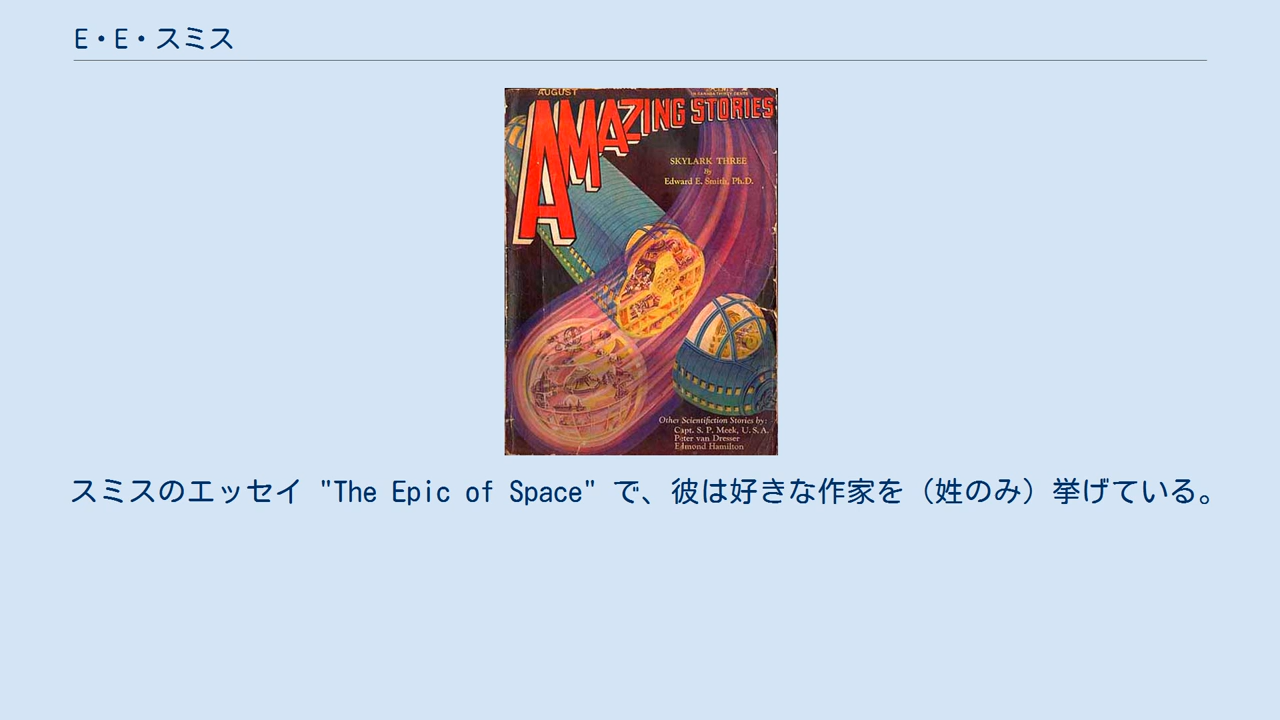 E・E・スミス
AUGUST
AMAZING STORIES
SKYLARK THREE
By
Edward E. Smith, Ph.D.
Other Scientifiction Stories by:
Capt. S. P. Meek, U.S.A.
Peter van Dresser
Edmond Hamilton
スミスのエッセイ "The Epic of Space" で、彼は好きな作家を（姓のみ）挙げている。